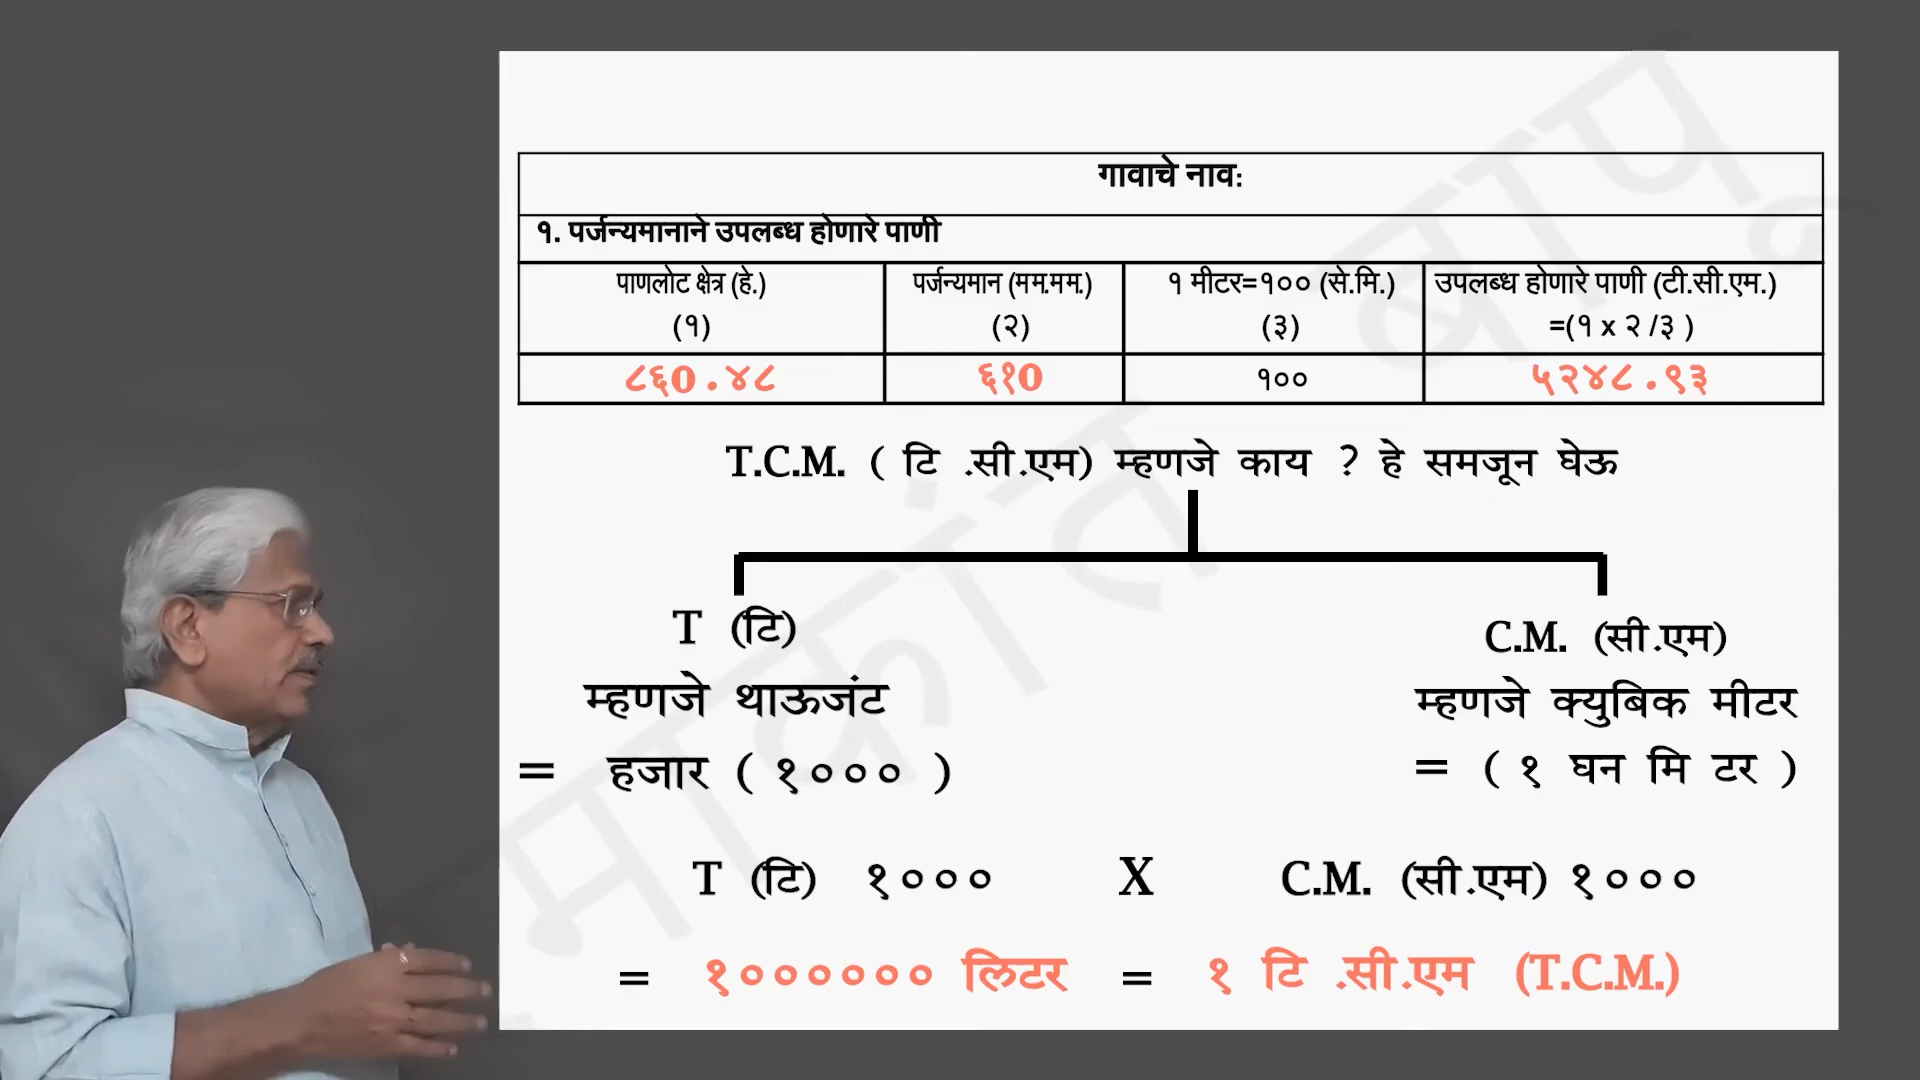 गावाचे नाव:
१. पर्जन्यमानाने उपलब्ध होणारे पाणी
पाणलोट क्षेत्र (हे.) पर्जन्यमान (मम.मम.) १ मीटर=१०० (से.मि.) उपलब्ध होणारे पाणी (टी.सी.एम.)
(१) (२) (३) =(१ x २ /३ )
८६0.४८ ६१0 १०० ५२४८.९३
T.C.M. ( टि .सी.एम) म्हणजे काय ? हे समजून घेऊ
T (टि) C.M. (सी.एम)
म्हणजे थाऊजंट म्हणजे क्युबिक मीटर
= हजार ( १००० ) = ( १ घन मि टर )
T (टि) १००० X C.M. (सी.एम) १०००
= १०००००० लिटर = १ टि .सी.एम (T.C.M.)